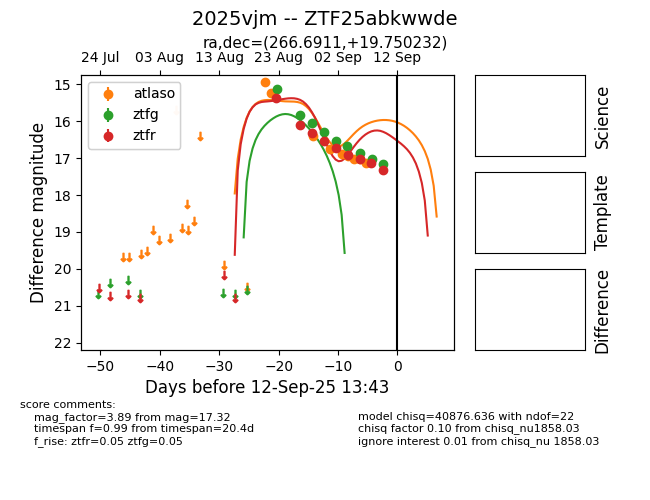 2025vjm -- ZTF25abkwwde
ra,dec=(266.6911,+19.750232)
24 Jul 03 Aug 13 Aug 23 Aug 02 Sep 12 Sep
atlaso
ztfg
ztfr
15
16
17
18
19
20
21
22
Difference magnitude
−50 −40 −30 −20 −10 0
Days before 12-Sep-25 13:43
Science
Template
Difference
score comments:
mag_factor=3.89 from mag=17.32
timespan f=0.99 from timespan=20.4d
f_rise: ztfr=0.05 ztfg=0.05
model chisq=40876.636 with ndof=22
chisq factor 0.10 from chisq_nu1858.03
ignore interest 0.01 from chisq_nu 1858.03